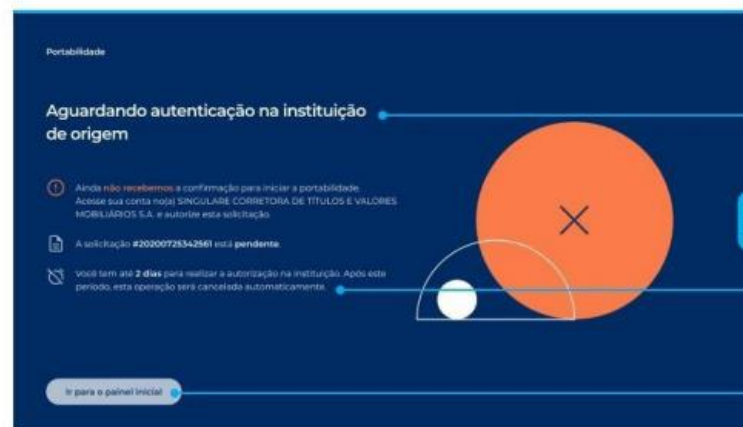 Portabilidade
Aguardando autenticação na instituição
de origem
Ainda não recebemos a confirmação para iniciar a portabilidade.
Acesse sua conta no(a) SINGULARE CORRETORA DE TÍTULOS E VALORES
MOBILIÁRIOS S.A. e autorize esta solicitação.
A solicitação #20200725342561 está pendente.
Você tem até 2 dias para realizar a autorização na instituição. Após este
período, esta operação será cancelada automaticamente.
Ir para o painel inicial